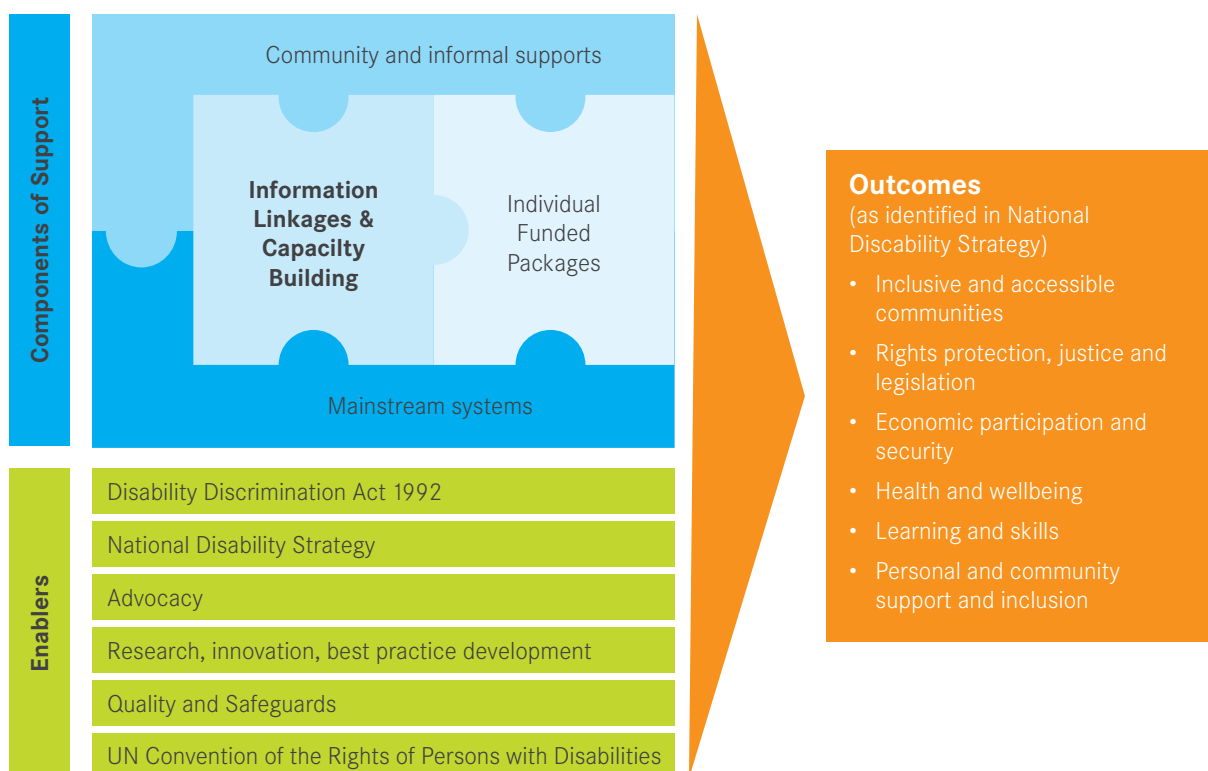 Components of Support
Community and informal supports
Information
Linkages &
Capacilty
Building
Individual
Funded
Packages
Mainstream systems
Enablers
Disability Discrimination Act 1992
National Disability Strategy
Advocacy
Research, innovation, best practice development
Quality and Safeguards
UN Convention of the Rights of Persons with Disabilities
Outcomes
(as identified in National
Discability Strategy)
• Inclusive and accessible
communities
• Rights protection, justice and
legislation
• Economic participation and
security
• Health and wellbeing
• Learning and skills
• Personal and community
support and inclusion